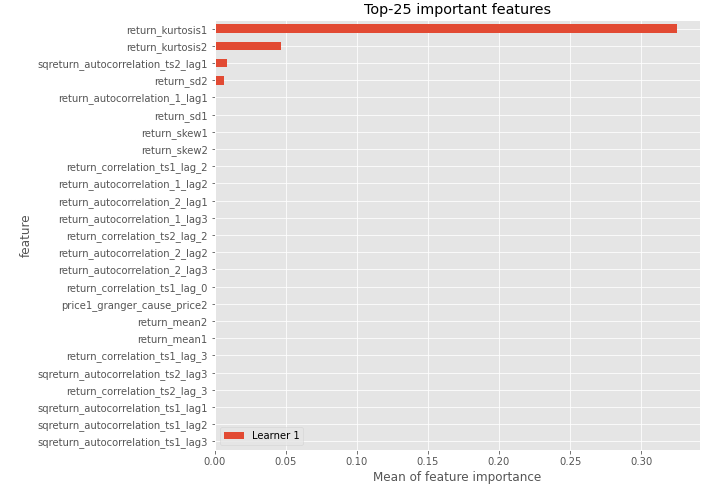 Top-25 important features
return_kurtosis1
return_kurtosis2
sqreturn_autocorrelation_ts2_lag1
return_sd2
return_autocorrelation_1_lag1
return_sd1
return_skew1
return_skew2
return_correlation_ts1_lag_2
return_autocorrelation_1_lag2
return_autocorrelation_2_lag1
return_autocorrelation_1_lag3
return_correlation_ts2_lag_2
return_autocorrelation_2_lag2
return_autocorrelation_2_lag3
return_correlation_ts1_lag_0
price1_granger_cause_price2
return_mean2
return_mean1
return_correlation_ts1_lag_3
sqreturn_autocorrelation_ts2_lag3
return_correlation_ts2_lag_3
sqreturn_autocorrelation_ts1_lag1
sqreturn_autocorrelation_ts1_lag2
sqreturn_autocorrelation_ts1_lag3
feature
Learner 1
0.00 0.05 0.10 0.15 0.20 0.25 0.30
Mean of feature importance